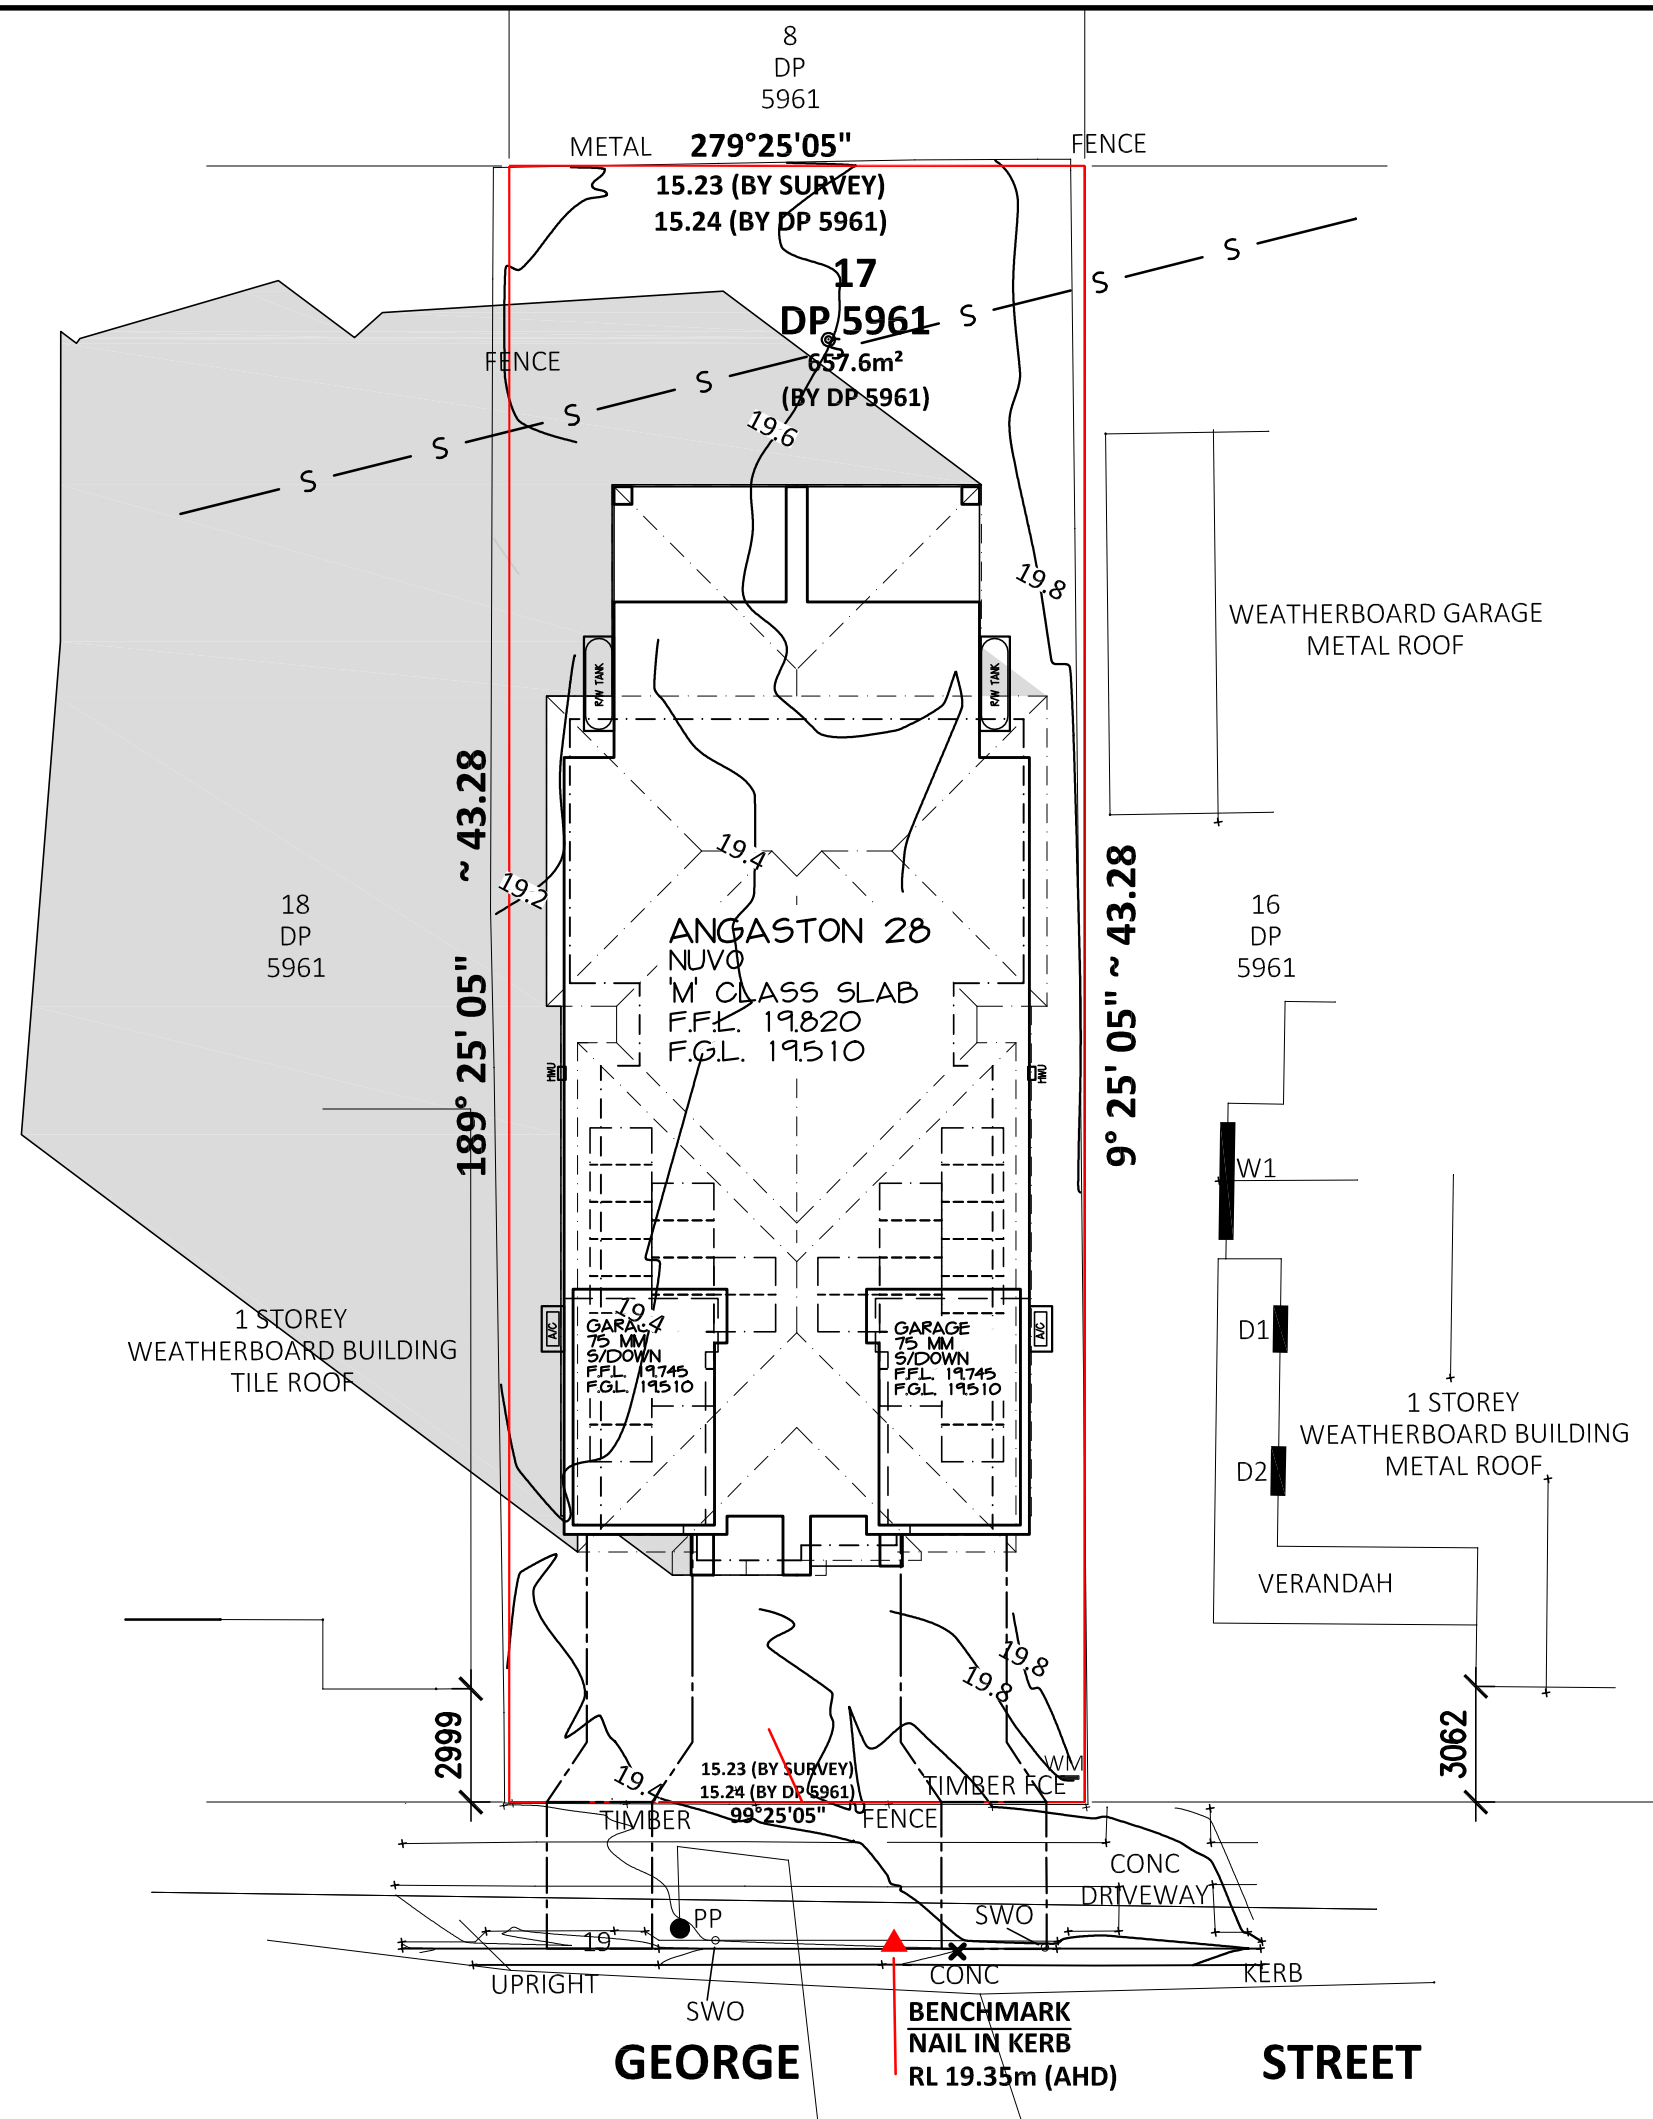 8
DP
5961
METAL
279°25'05"
FENCE
15.23 (BY SURVEY)
15.24 (BY DP 5961)
17
DP 5961
657.6m²
(BY DP 5961)
FENCE
S
S
S
S
S
S
S
S
19.6
19.8
WEATHERBOARD GARAGE
METAL ROOF
R/W TANK
R/W TANK
189° 25' 05" ~ 43.28
9° 25' 05" ~ 43.28
19.2
19.4
18
DP
5961
16
DP
5961
ANGASTON 28
NUVO
'M' CLASS SLAB
F.F.L. 19.820
F.G.L. 19.510
HWU
HWU
W1
1 STOREY
WEATHERBOARD BUILDING
TILE ROOF
A/C
19.4
GARAGE
75 MM
S/DOWN
F.F.L. 19.745
F.G.L. 19.510
GARAGE
75 MM
S/DOWN
F.F.L. 19.745
F.G.L. 19.510
A/C
D1
D2
1 STOREY
WEATHERBOARD BUILDING
METAL ROOF
VERANDAH
19.8
19.8
2999
3062
19.4
15.23 (BY SURVEY)
15.24 (BY DP 5961)
99°25'05"
WM
TIMBER FCE
TIMBER
FENCE
CONC
DRIVEWAY
PP
SWO
19
UPRIGHT
CONC
KERB
SWO
BENCHMARK
NAIL IN KERB
RL 19.35m (AHD)
GEORGE
STREET